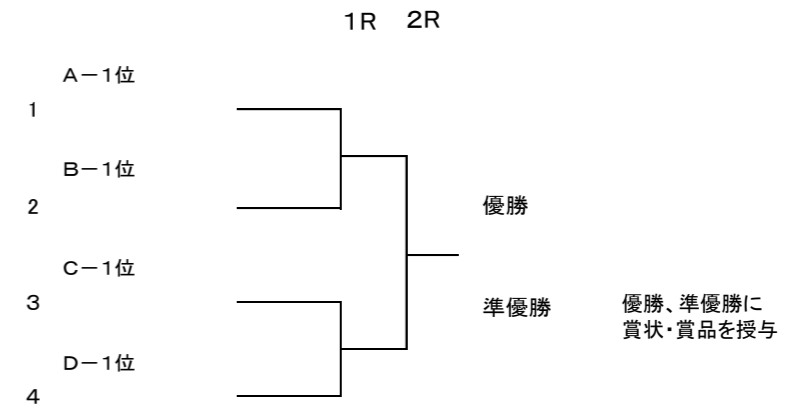 １Ｒ ２Ｒ
Ａ－１位
1
Ｂ－１位
2
優勝
Ｃ－１位
3
準優勝
優勝、準優勝に
賞状・賞品を授与
Ｄ－１位
4